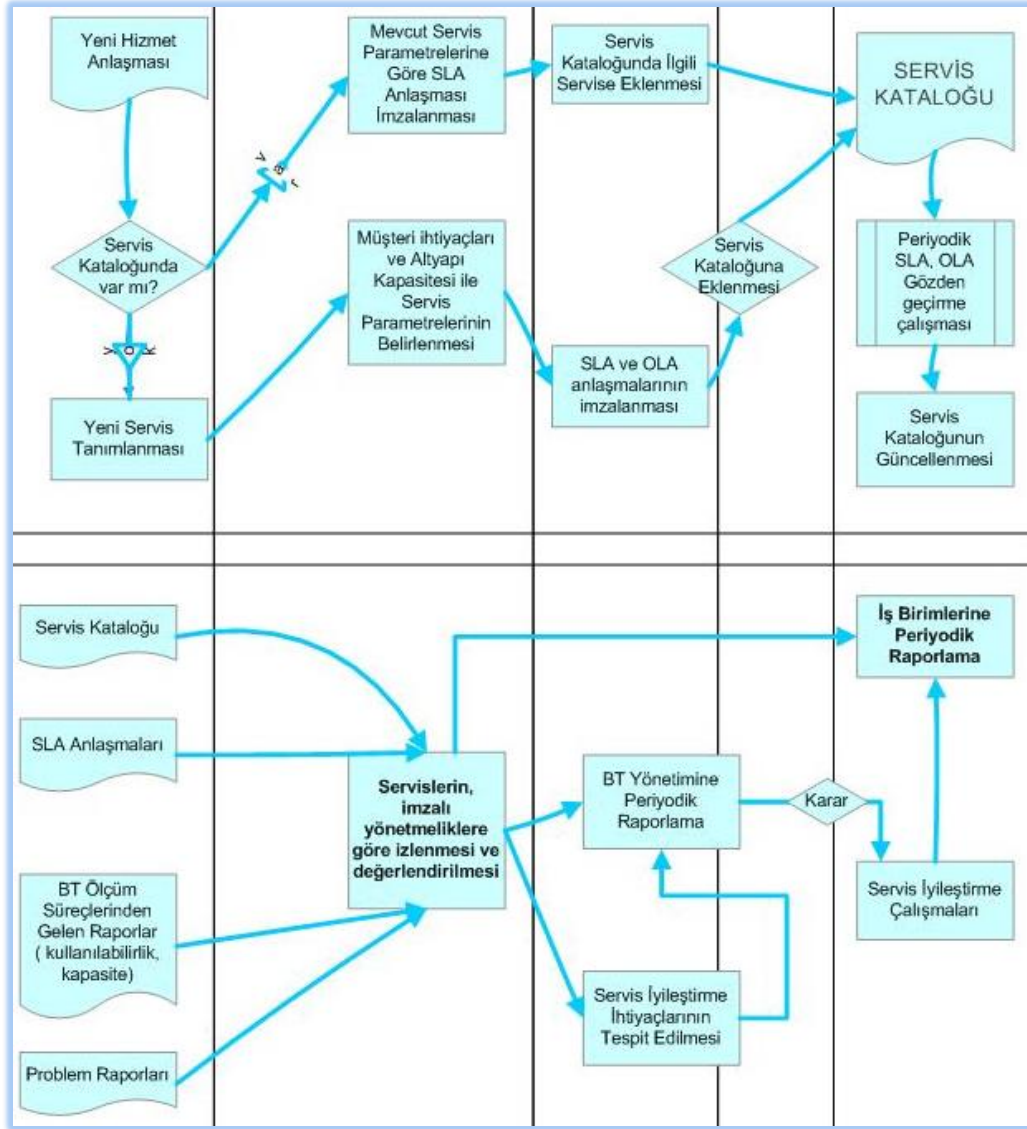 Yeni Hizmet
Anlaşması
Mevcut Servis
Parametrelerine
Göre SLA
Anlaşması
İmzalanması
Servis
Kataloğunda İlgili
Servise Eklenmesi
SERVİS
KATALOĞU
Var
Servis
Kataloğunda
var mı?
Müşteri ihtiyaçları
ve Altyapı
Kapasitesi ile
Servis
Parametrelerinin
Belirlenmesi
Servis
Kataloğuna
Eklenmesi
Periyodik
SLA, OLA
Gözden
geçirme
çalışması
Yok
SLA ve OLA
anlaşmalarının
imzalanması
Yeni Servis
Tanımlanması
Servis
Kataloğunun
Güncellenmesi
Servis Kataloğu
İş Birimlerine
Periyodik
Raporlama
SLA Anlaşmaları
Servislerin,
imzalı
yönetmeliklere
göre izlenmesi ve
değerlendirilmesi
BT Yönetimine
Periyodik
Raporlama
Karar
BT Ölçüm
Süreçlerinden
Gelen Raporlar
( kullanılabilirlik,
kapasite)
Servis İyileştirme
Çalışmaları
Servis İyileştirme
İhtiyaçlarının
Tespit Edilmesi
Problem Raporları